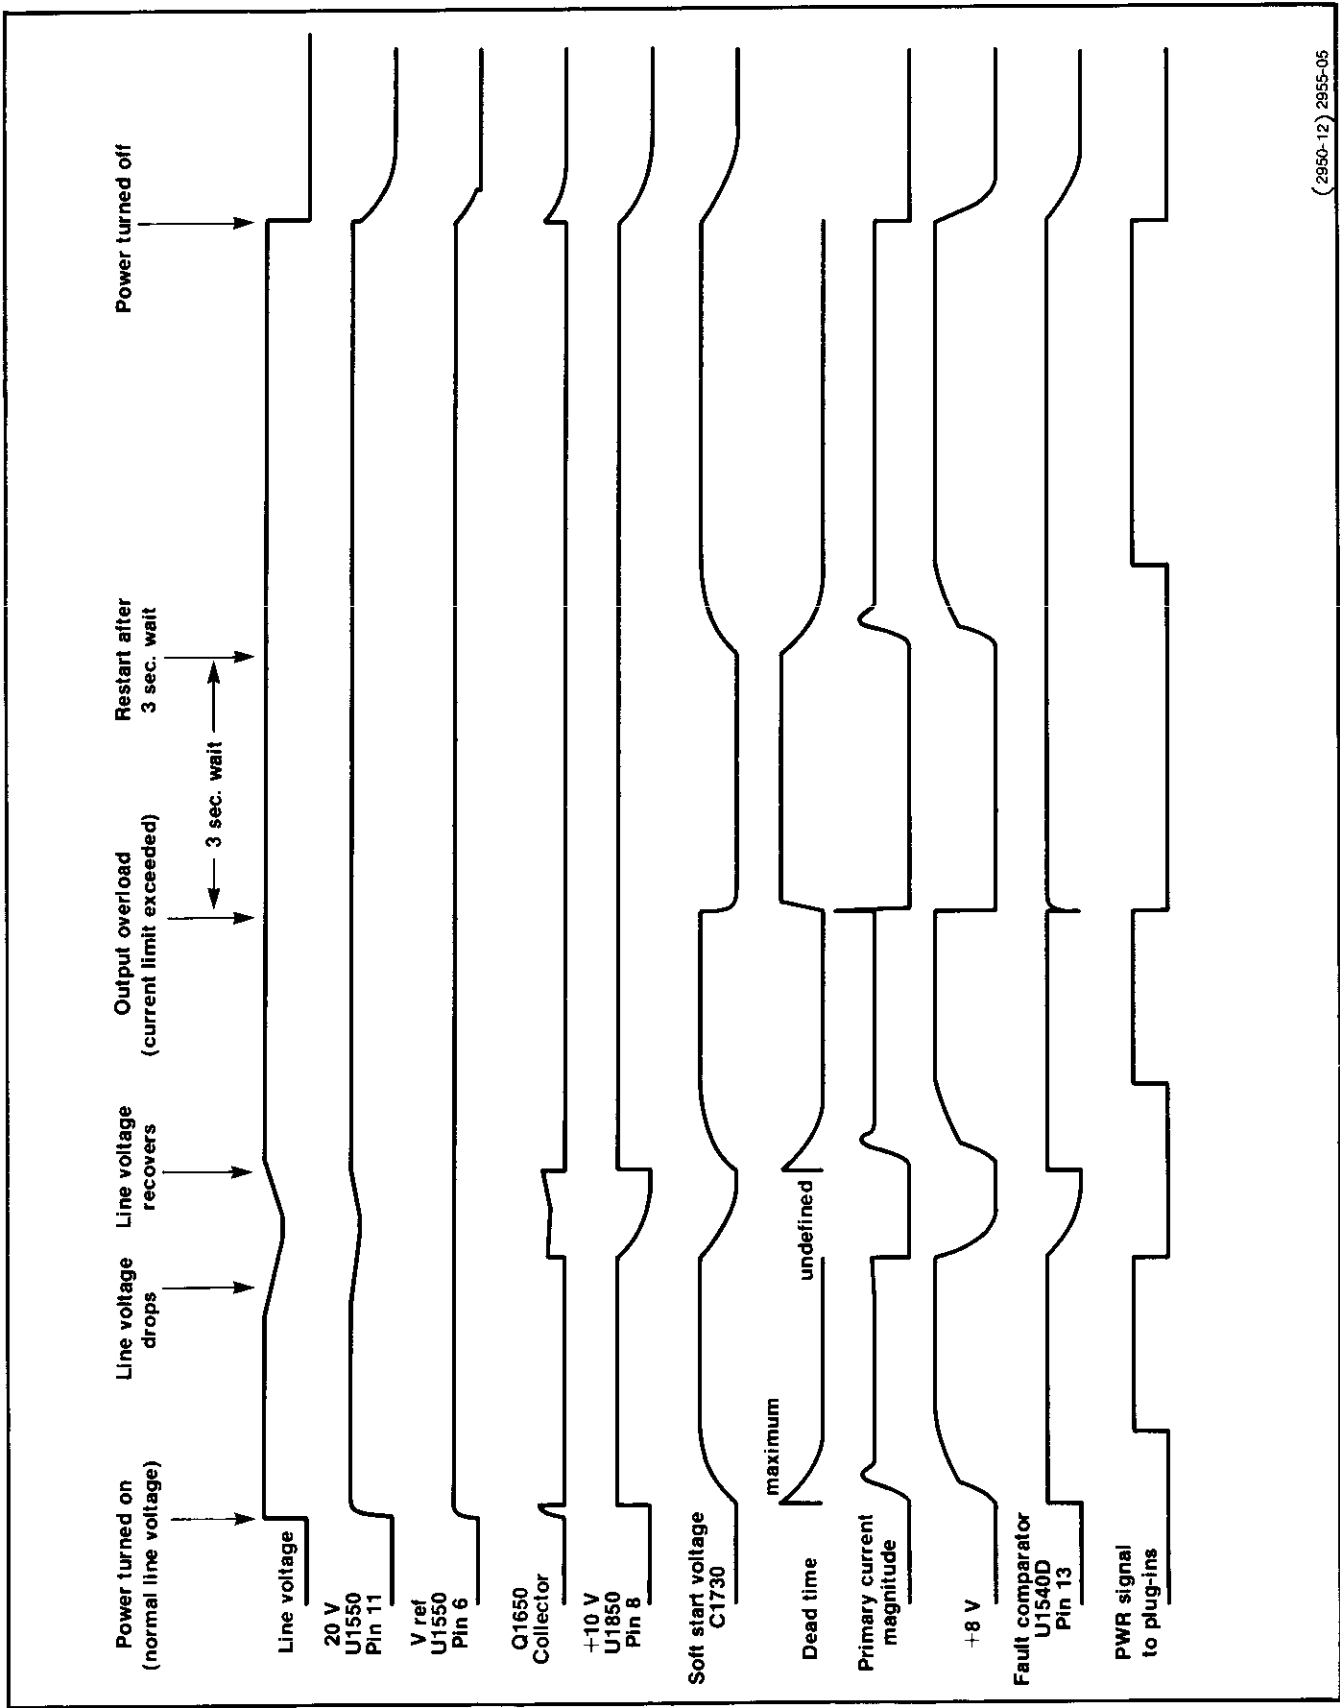 Power turned on
(normal line voltage)
Line voltage
drops
Line voltage
recovers
Output overload
(current limit exceeded)
3 sec. wait
Restart after
3 sec. wait
Power turned off
Line voltage
20 V
U1550
Pin 11
V ref
U1550
Pin 6
Q1650
Collector
+10 V
U1850
Pin 8
Soft start voltage
C1730
Dead time
maximum
undefined
Primary current
magnitude
+8 V
Fault comparator
U1540D
Pin 13
PWR signal
to plug-ins
(2950-12) 2955-05